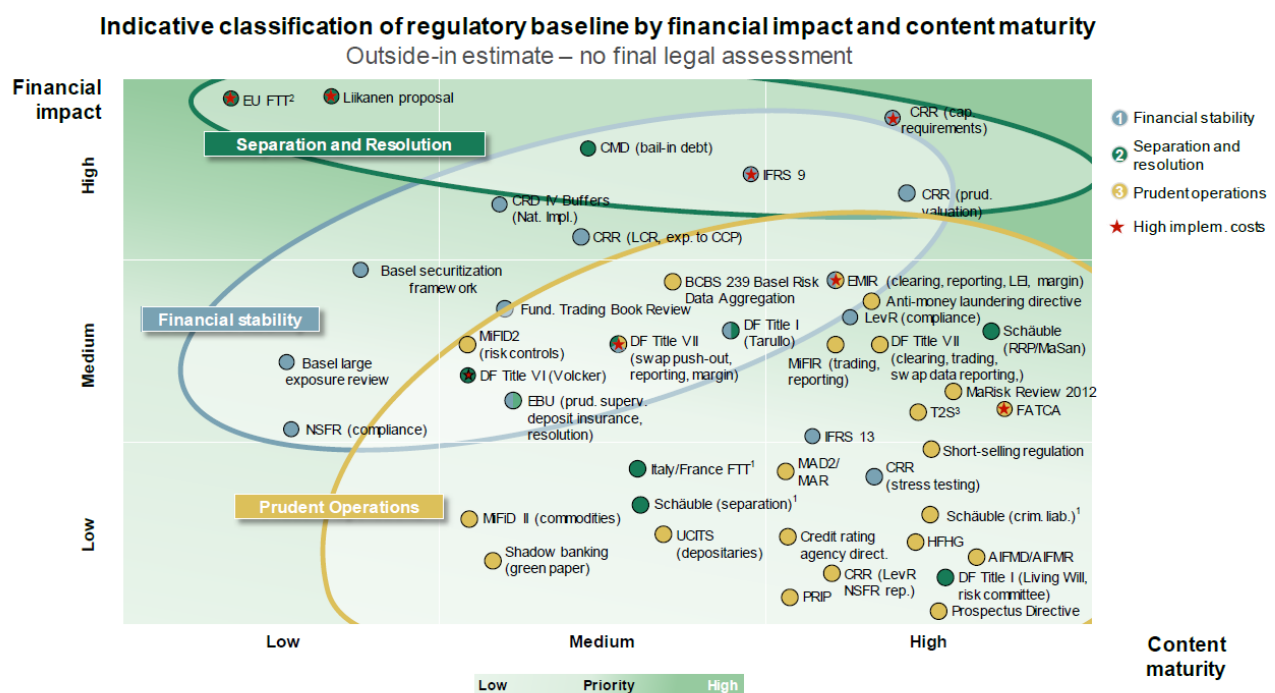 Indicative classification of regulatory baseline by financial impact and content maturity
Outside-in estimate – no final legal assessment
Financial
impact
High
Medium
Low
EU FTT²
Liikanen proposal
Separation and Resolution
CMD (bail-in debt)
CRR (cap.
requirements)
IFRS 9
CRR (prud.
valuation)
CRD IV Buffers
(Nat. Impl.)
CRR (LCR, exp. to CCP)
Basel securitization
framework
BCBS 239 Basel Risk
Data Aggregation
EMIR (clearing, reporting, LEI, margin)
Anti-money laundering directive
LevR (compliance)
Fund. Trading Book Review
Financial stability
DF Title I
(Tarullo)
Schäuble
(RRP/MaSan)
MiFID2
(risk controls)
DF Title VII
(swap push-out,
reporting, margin)
MiFIR (trading,
reporting)
DF Title VII
(clearing, trading,
swap data reporting,)
Basel large
exposure review
DF Title VI (Volcker)
MaRisk Review 2012
EBU (prud. superv.
deposit insurance,
resolution)
T2S³
FATCA
NSFR (compliance)
IFRS 13
Short-selling regulation
Italy/France FTT¹
MAD2/
MAR
CRR
(stress testing)
Prudent Operations
Schäuble (separation)¹
MiFiD II (commodities)
Schäuble (crim. liab.)¹
UCITS
(depositaries)
Credit rating
agency direct.
HFHG
Shadow banking
(green paper)
AIFMD/AIFMR
CRR (LevR
NSFR rep.)
DF Title I (Living Will,
risk committee)
PRIP
Prospectus Directive
Low
Medium
High
Content
maturity
Low
Priority
High
1 Financial stability
2 Separation and
resolution
3 Prudent operations
High implem. costs